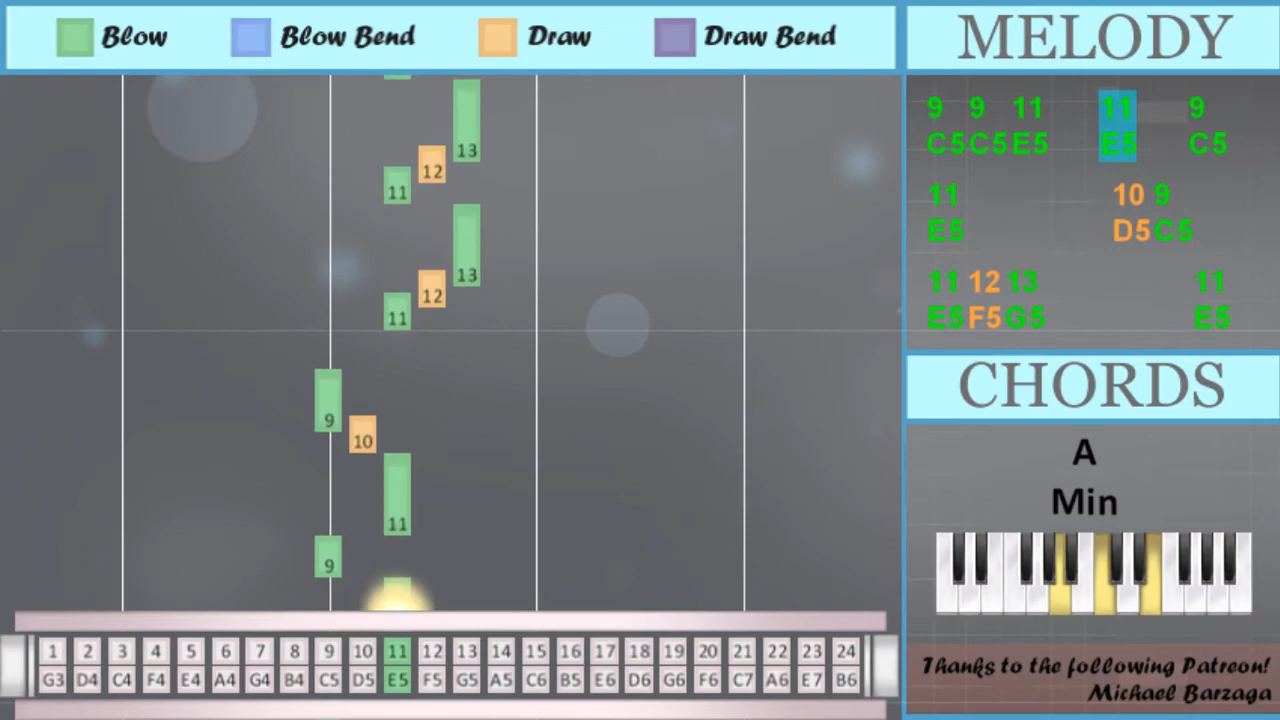 Blow Blow Bend Draw Draw Bend
13
12
11
13
12
11
9
10
11
9
1 2 3 4 5 6 7 8 9 10 11 12 13 14 15 16 17 18 19 20 21 22 23 24
G3 D4 C4 F4 E4 A4 G4 B4 C5 D5 E5 F5 G5 A5 C6 B5 E6 D6 G6 F6 C7 A6 E7 B6
MELODY
9 9 11 11 9
C5 C5 E5 E5 C5
11 10 9
E5 D5 C5
11 12 13 11
E5 F5 G5 E5
CHORDS
A
Min
Thanks to the following Patreon!
Michael Barzaga